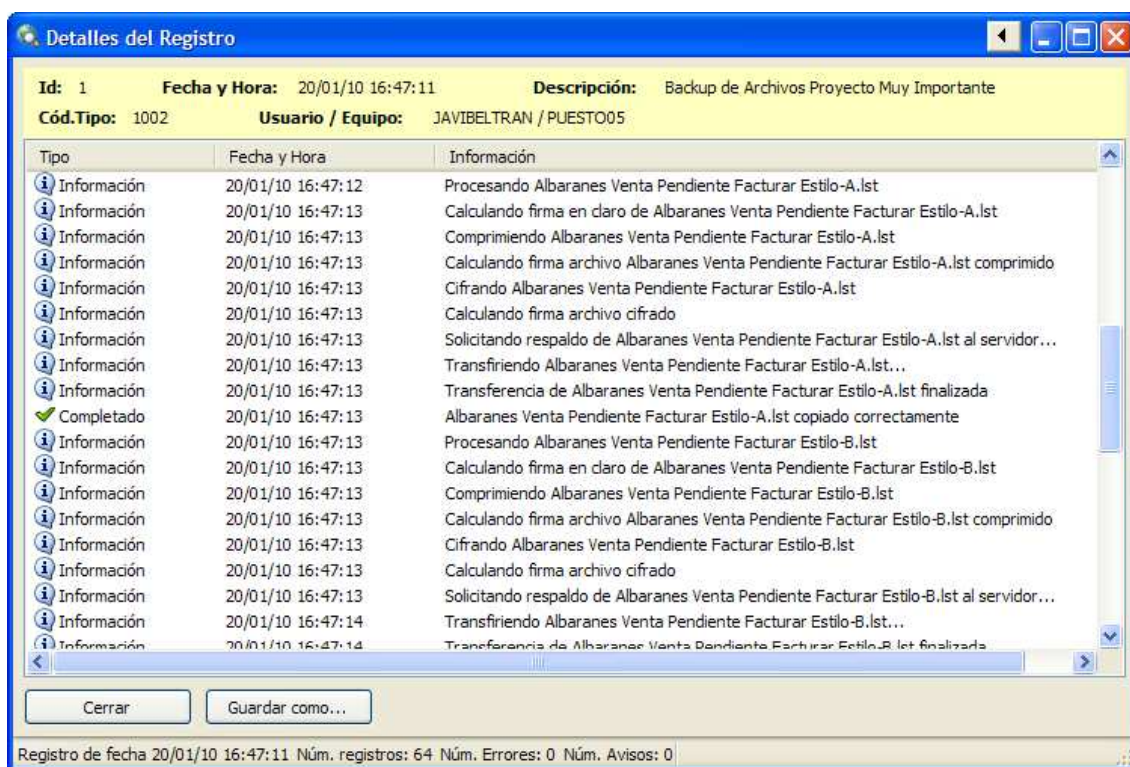 Detalles del Registro
Id: 1 Fecha y Hora: 20/01/10 16:47:11 Descripción: Backup de Archivos Proyecto Muy Importante
Cód.Tipo: 1002 Usuario / Equipo: JAVIBELTRAN / PUESTO05
Tipo Fecha y Hora Información
Información 20/01/10 16:47:12 Procesando Albaranes Venta Pendiente Facturar Estilo-A.lst
Información 20/01/10 16:47:13 Calculando firma en claro de Albaranes Venta Pendiente Facturar Estilo-A.lst
Información 20/01/10 16:47:13 Comprimiendo Albaranes Venta Pendiente Facturar Estilo-A.lst
Información 20/01/10 16:47:13 Calculando firma archivo Albaranes Venta Pendiente Facturar Estilo-A.lst comprimido
Información 20/01/10 16:47:13 Cifrando Albaranes Venta Pendiente Facturar Estilo-A.lst
Información 20/01/10 16:47:13 Calculando firma archivo cifrado
Información 20/01/10 16:47:13 Solicitando respaldo de Albaranes Venta Pendiente Facturar Estilo-A.lst al servidor...
Información 20/01/10 16:47:13 Transfiriendo Albaranes Venta Pendiente Facturar Estilo-A.lst...
Información 20/01/10 16:47:13 Transferencia de Albaranes Venta Pendiente Facturar Estilo-A.lst finalizada
Completado 20/01/10 16:47:13 Albaranes Venta Pendiente Facturar Estilo-A.lst copiado correctamente
Información 20/01/10 16:47:13 Procesando Albaranes Venta Pendiente Facturar Estilo-B.lst
Información 20/01/10 16:47:13 Calculando firma en claro de Albaranes Venta Pendiente Facturar Estilo-B.lst
Información 20/01/10 16:47:13 Comprimiendo Albaranes Venta Pendiente Facturar Estilo-B.lst
Información 20/01/10 16:47:13 Calculando firma archivo Albaranes Venta Pendiente Facturar Estilo-B.lst comprimido
Información 20/01/10 16:47:13 Cifrando Albaranes Venta Pendiente Facturar Estilo-B.lst
Información 20/01/10 16:47:13 Calculando firma archivo cifrado
Información 20/01/10 16:47:13 Solicitando respaldo de Albaranes Venta Pendiente Facturar Estilo-B.lst al servidor...
Información 20/01/10 16:47:14 Transfiriendo Albaranes Venta Pendiente Facturar Estilo-B.lst...
Información 20/01/10 16:47:14 Transferencia de Albaranes Venta Pendiente Facturar Estilo-B.lst finalizada
Cerrar Guardar como...
Registro de fecha 20/01/10 16:47:11 Núm. registros: 64 Núm. Errores: 0 Núm. Avisos: 0